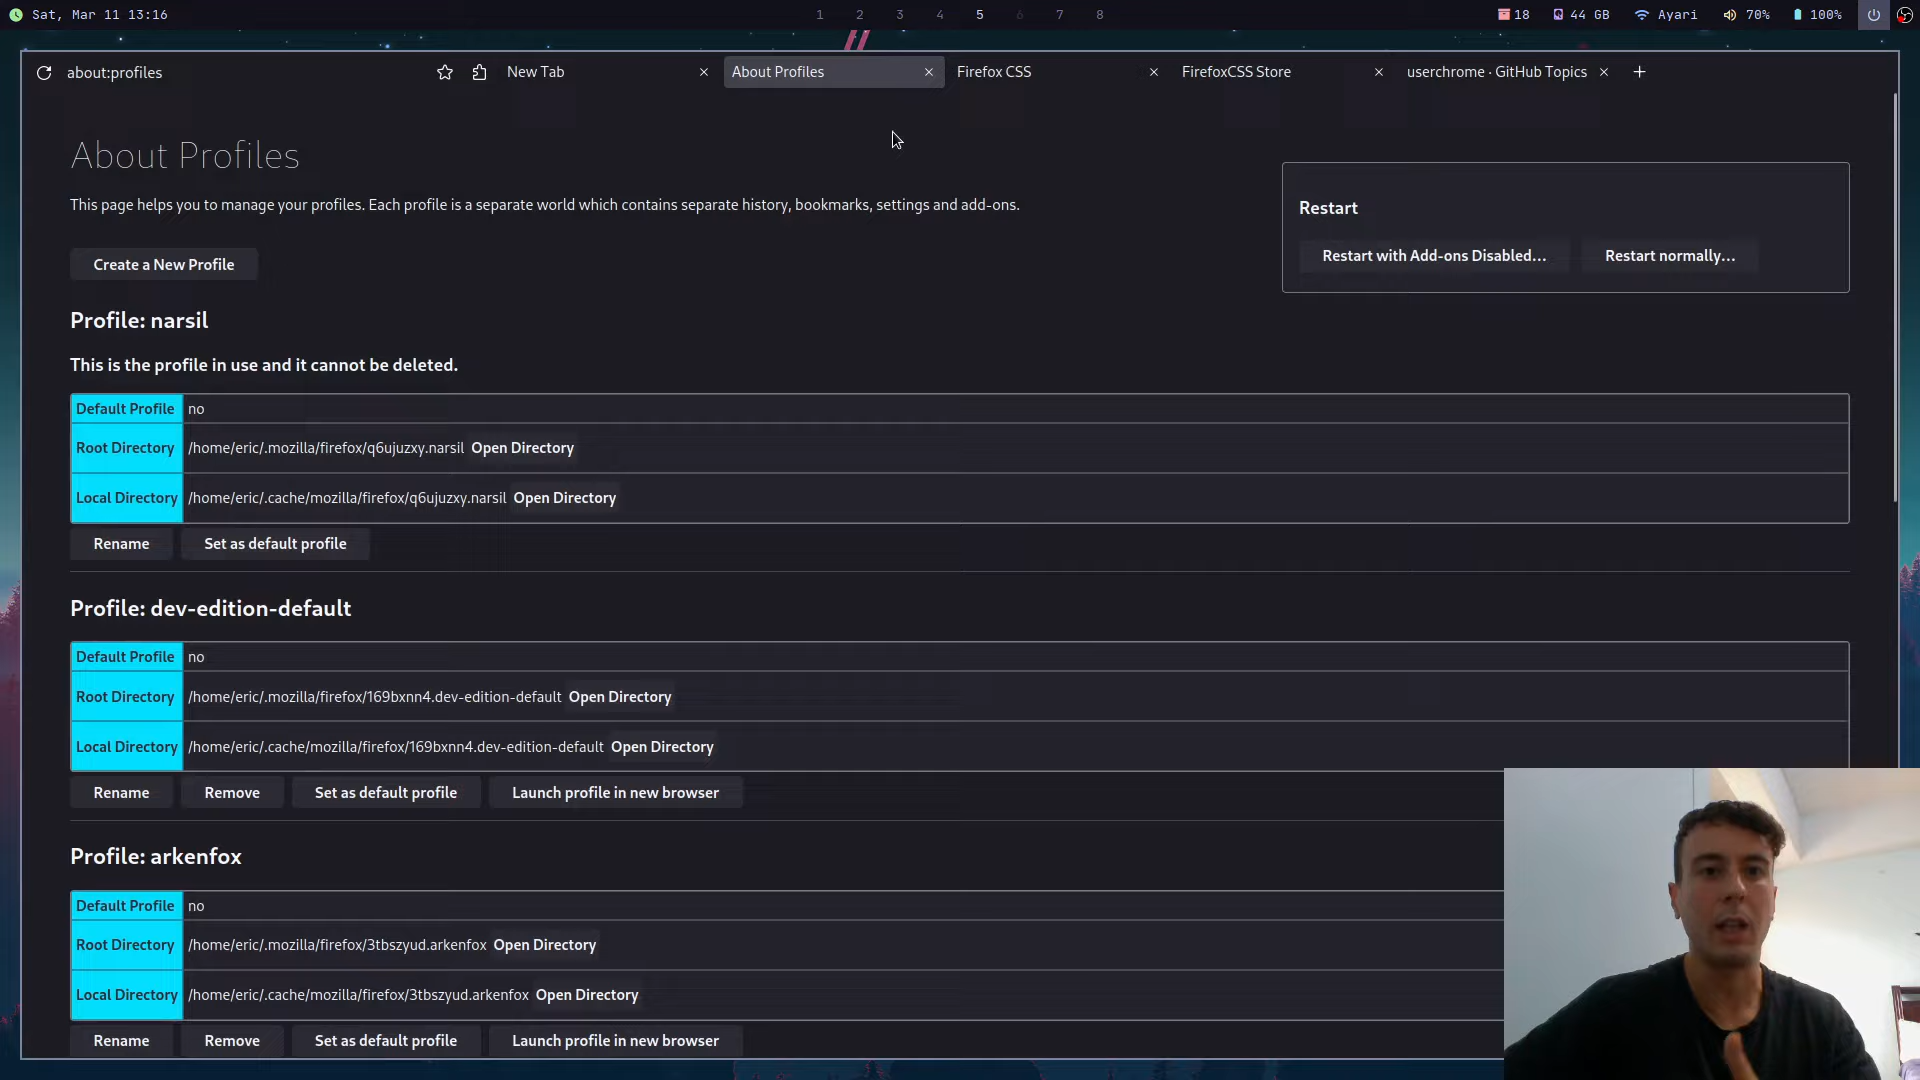 Sat, Mar 11 13:16
1 2 3 4 5 6 7 8
18 44 GB Ayari 70% 100%
about:profiles
New Tab
About Profiles
Firefox CSS
FirefoxCSS Store
userchrome · GitHub Topics
About Profiles
This page helps you to manage your profiles. Each profile is a separate world which contains separate history, bookmarks, settings and add-ons.
Restart
Restart with Add-ons Disabled…
Restart normally…
Create a New Profile
Profile: narsil
This is the profile in use and it cannot be deleted.
Default Profile no
Root Directory /home/eric/.mozilla/firefox/q6ujuzxy.narsil Open Directory
Local Directory /home/eric/.cache/mozilla/firefox/q6ujuzxy.narsil Open Directory
Rename Set as default profile
Profile: dev-edition-default
Default Profile no
Root Directory /home/eric/.mozilla/firefox/169bxnn4.dev-edition-default Open Directory
Local Directory /home/eric/.cache/mozilla/firefox/169bxnn4.dev-edition-default Open Directory
Rename Remove Set as default profile Launch profile in new browser
Profile: arkenfox
Default Profile no
Root Directory /home/eric/.mozilla/firefox/3tbszyud.arkenfox Open Directory
Local Directory /home/eric/.cache/mozilla/firefox/3tbszyud.arkenfox Open Directory
Rename Remove Set as default profile Launch profile in new browser